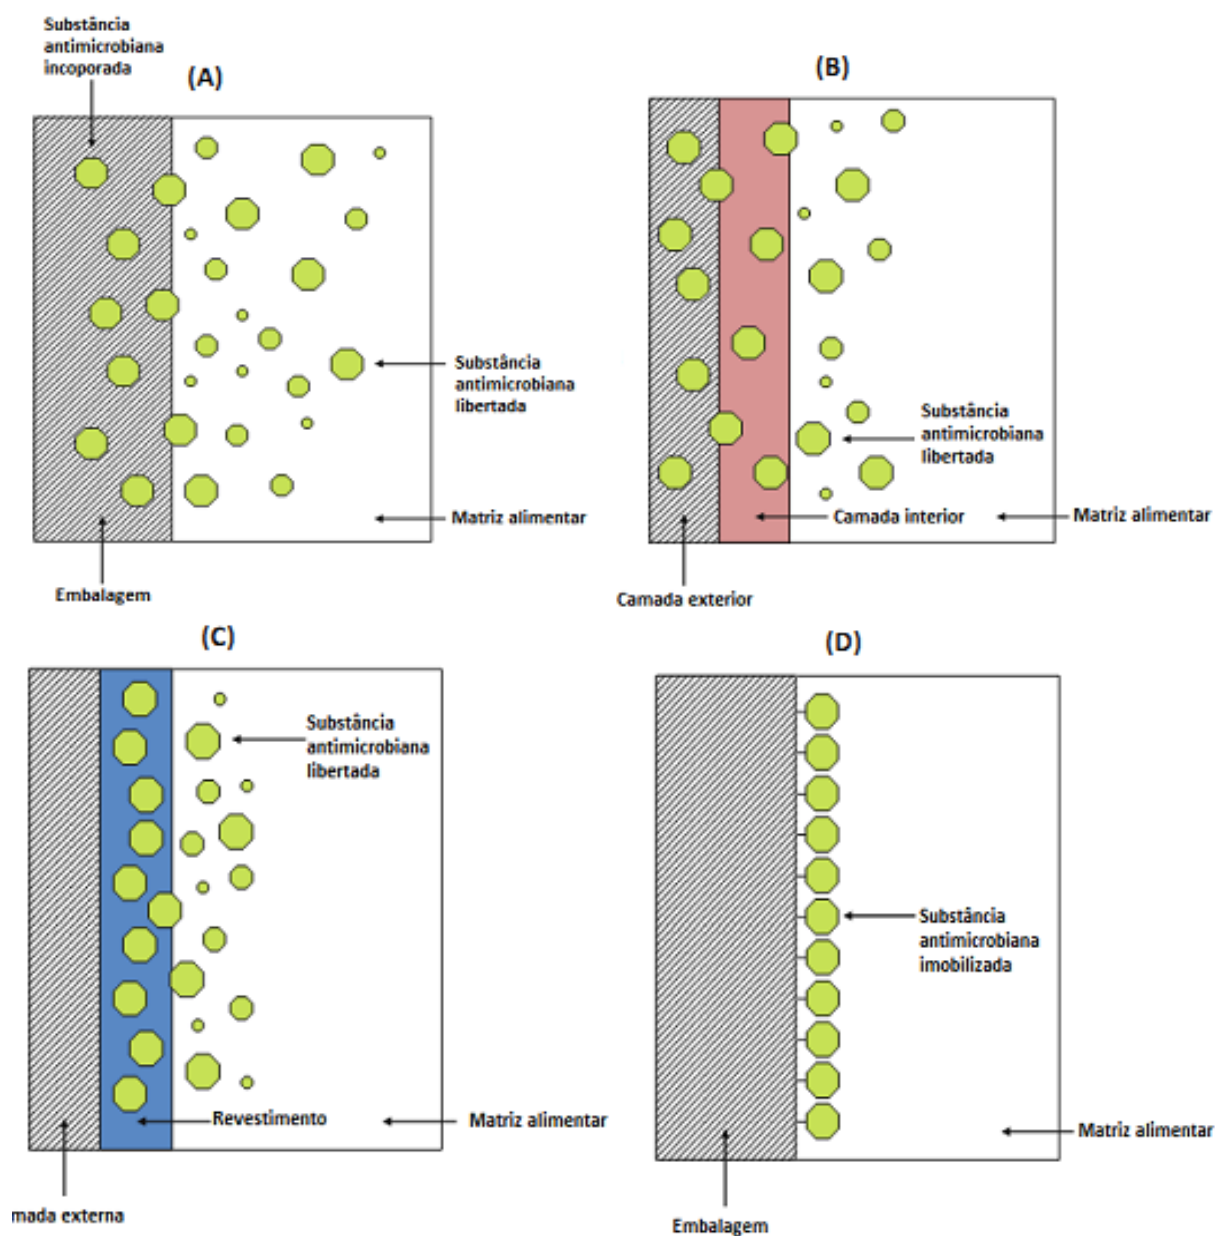 Substância
antimicrobiana
incoporada
(A)
Substância
antimicrobiana
libertada
Matriz alimentar
Embalagem
(B)
Substância
antimicrobiana
libertada
Camada interior
Matriz alimentar
Camada exterior
(C)
Substância
antimicrobiana
libertada
Revestimento
Matriz alimentar
mada externa
(D)
Substância
antimicrobiana
imobilizada
Matriz alimentar
Embalagem